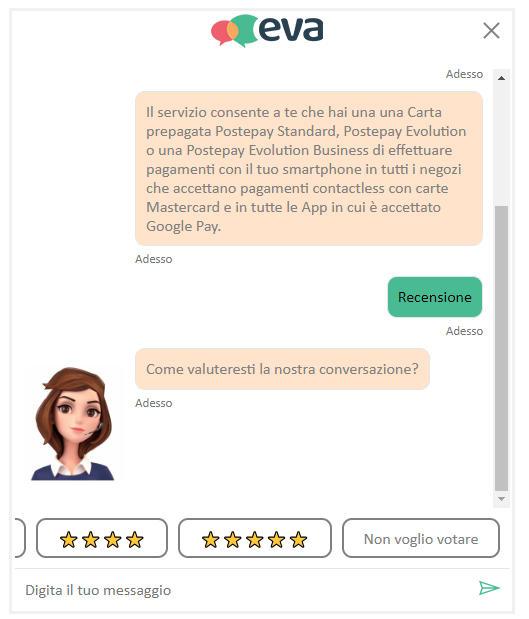 eva
Adesso
Il servizio consente a te che hai una una Carta
prepagata Postepay Standard, Postepay Evolution
o una Postepay Evolution Business di effettuare
pagamenti con il tuo smartphone in tutti i negozi
che accettano pagamenti contactless con carte
Mastercard e in tutte le App in cui è accettato
Google Pay.
Adesso
Recensione
Adesso
Come valuteresti la nostra conversazione?
Adesso
Non voglio votare
Digita il tuo messaggio